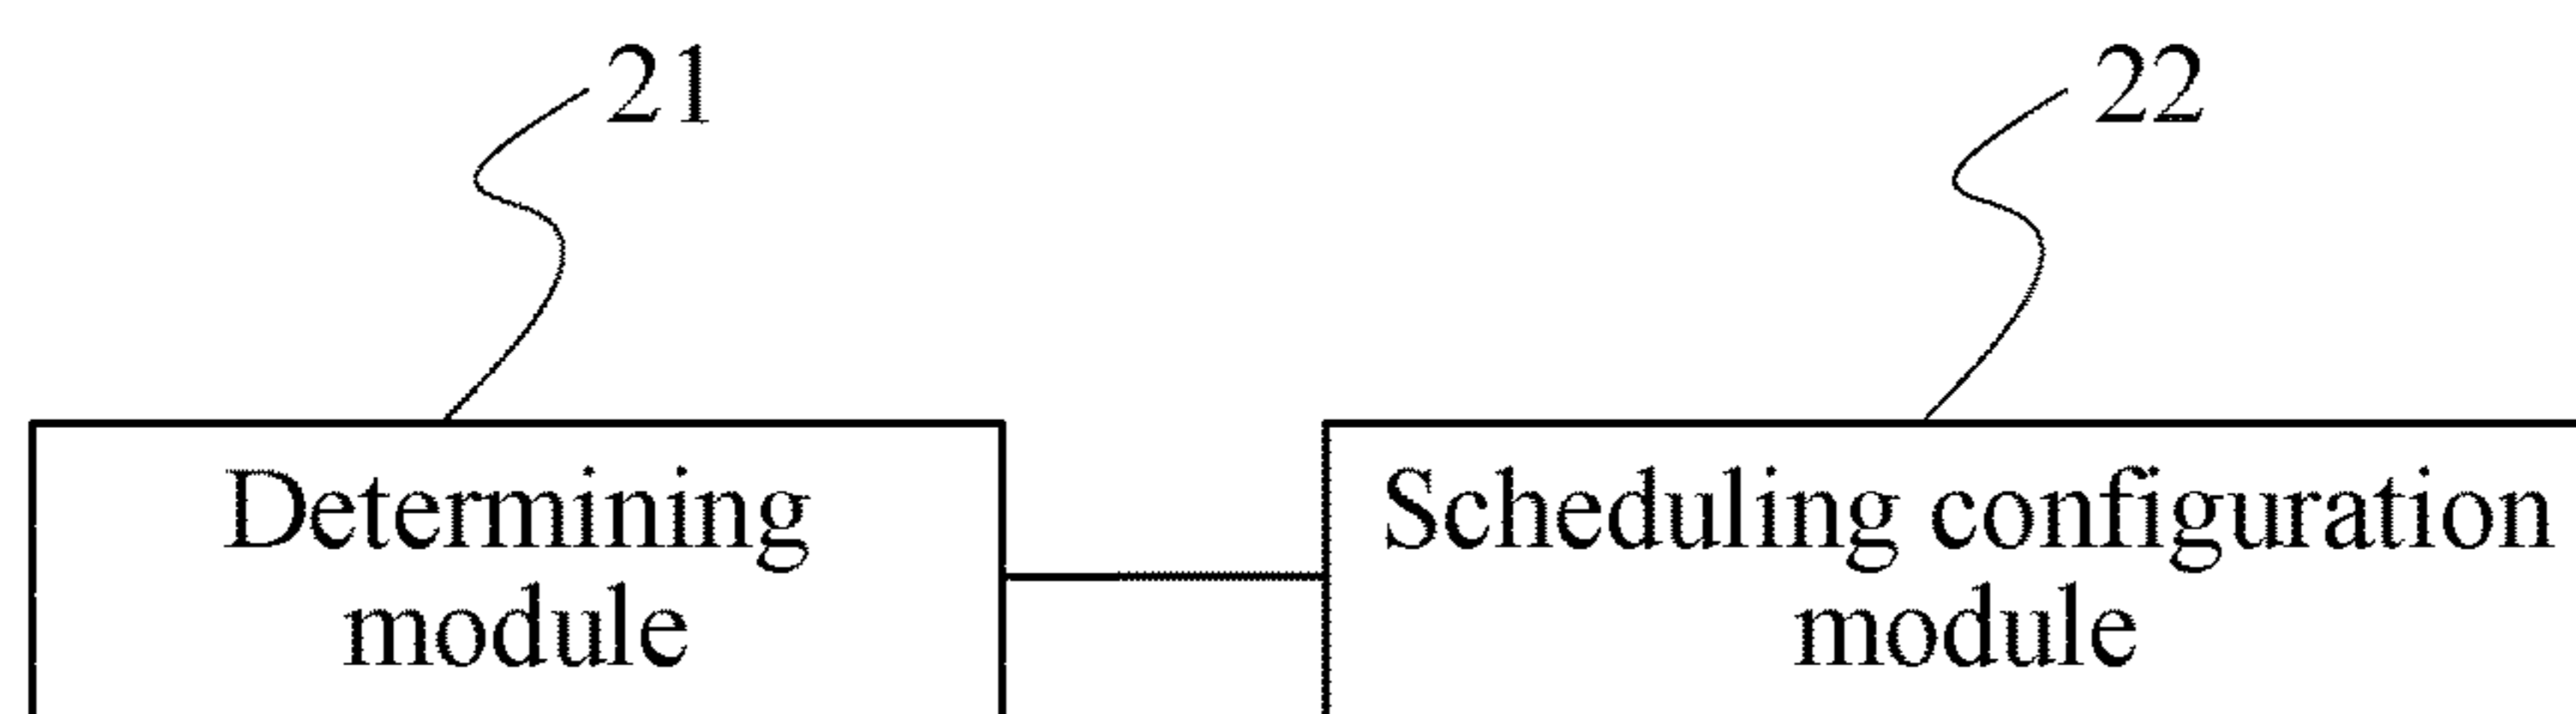 21
22
Determining
module
Scheduling configuration
module